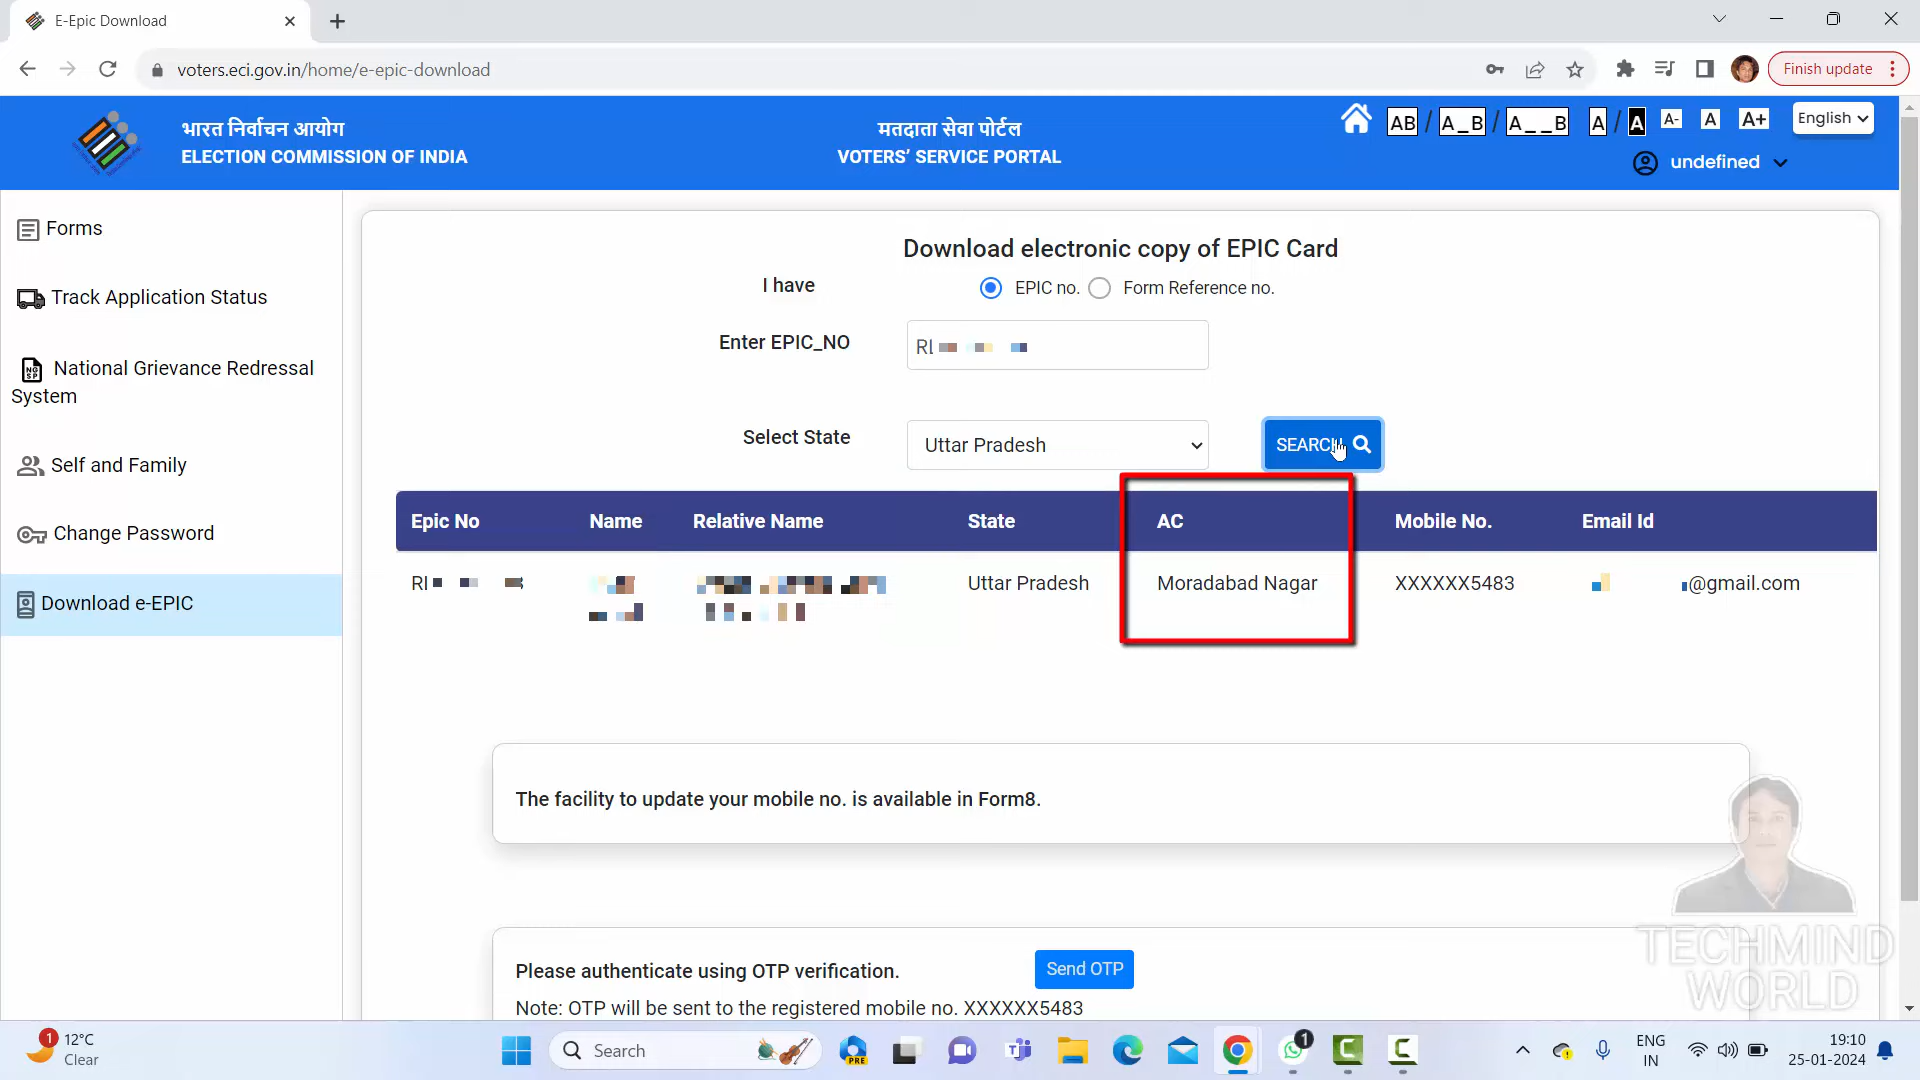 E-Epic Download
voters.eci.gov.in/home/e-epic-download
Finish update
भारत निर्वाचन आयोग
ELECTION COMMISSION OF INDIA
मतदाता सेवा पोर्टल
VOTERS' SERVICE PORTAL
AB / A_B / A__B A / A A- A A+
English
undefined
Forms
Track Application Status
National Grievance Redressal
System
Self and Family
Change Password
Download e-EPIC
Download electronic copy of EPIC Card
I have EPIC no. Form Reference no.
Enter EPIC_NO
Select State Uttar Pradesh SEARCH
Epic No Name Relative Name State AC Mobile No. Email Id
Uttar Pradesh Moradabad Nagar XXXXXX5483 @gmail.com
The facility to update your mobile no. is available in Form8.
Please authenticate using OTP verification. Send OTP
Note: OTP will be sent to the registered mobile no. XXXXXX5483
TECHMIND
WORLD
1
12°C
Clear
Search
PRE
1
ENG
IN
19:10
25-01-2024